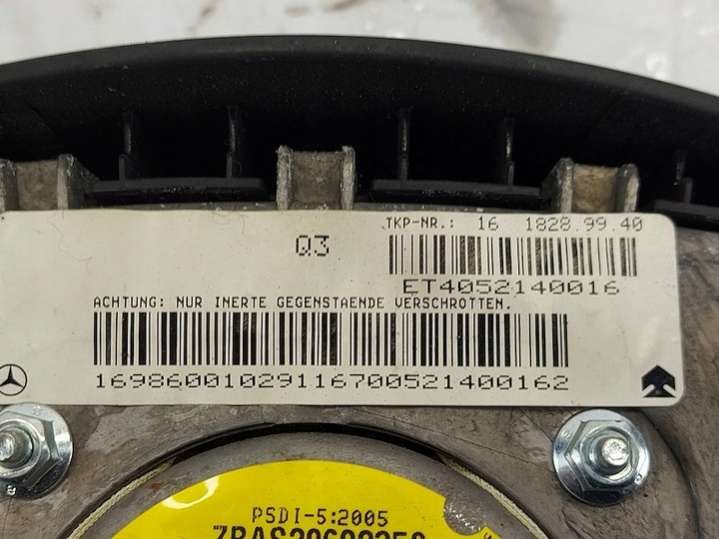 TKP-NR.: 16 1828.99.40
Q3
ET4052140016
ACHTUNG: NUR INERTE GEGENSTAENDE VERSCHROTTEN.
16986001029116700521400162
PSDI-5:2005